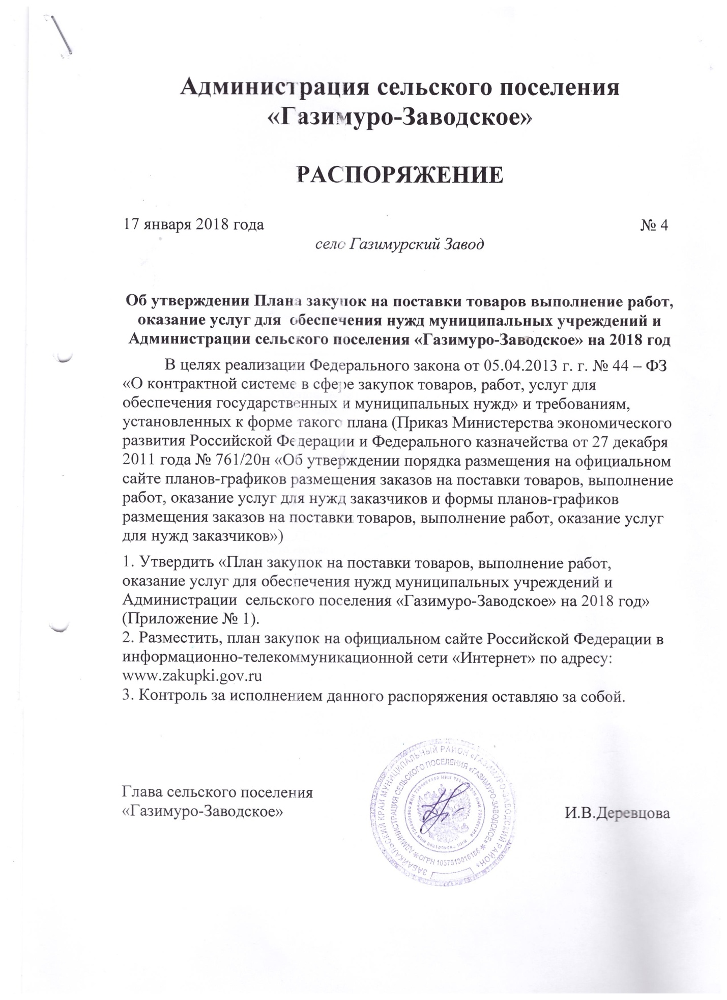 Администрация сельского поселения
«Газимуро-Заводское»
РАСПОРЯЖЕНИЕ
17 января 2018 года № 4
село Газимурский Завод
Об утверждении Плана закупок на поставки товаров выполнение работ,
оказание услуг для обеспечения нужд муниципальных учреждений и
Администрации сельского поселения «Газимуро-Заводское» на 2018 год
В целях реализации Федерального закона от 05.04.2013 г. г. № 44 – ФЗ
«О контрактной системе в сфере закупок товаров, работ, услуг для
обеспечения государственных и муниципальных нужд» и требованиям,
установленных к форме такого плана (Приказ Министерства экономического
развития Российской Федерации и Федерального казначейства от 27 декабря
2011 года № 761/20н «Об утверждении порядка размещения на официальном
сайте планов-графиков размещения заказов на поставки товаров, выполнение
работ, оказание услуг для нужд заказчиков и формы планов-графиков
размещения заказов на поставки товаров, выполнение работ, оказание услуг
для нужд заказчиков»)
1. Утвердить «План закупок на поставки товаров, выполнение работ,
оказание услуг для обеспечения нужд муниципальных учреждений и
Администрации сельского поселения «Газимуро-Заводское» на 2018 год»
(Приложение № 1).
2. Разместить, план закупок на официальном сайте Российской Федерации в
информационно-телекоммуникационной сети «Интернет» по адресу:
www.zakupki.gov.ru
3. Контроль за исполнением данного распоряжения оставляю за собой.
Глава сельского поселения
«Газимуро-Заводское» И.В.Деревцова
ЗАБАЙКАЛЬСКИЙ КРАЙ МУНИЦИПАЛЬНЫЙ РАЙОН «ГАЗИМУРО-ЗАВОДСКИЙ РАЙОН»
АДМИНИСТРАЦИЯ СЕЛЬСКОГО ПОСЕЛЕНИЯ «ГАЗИМУРО-ЗАВОДСКОЕ»
* ОГРН 1057513016186 *